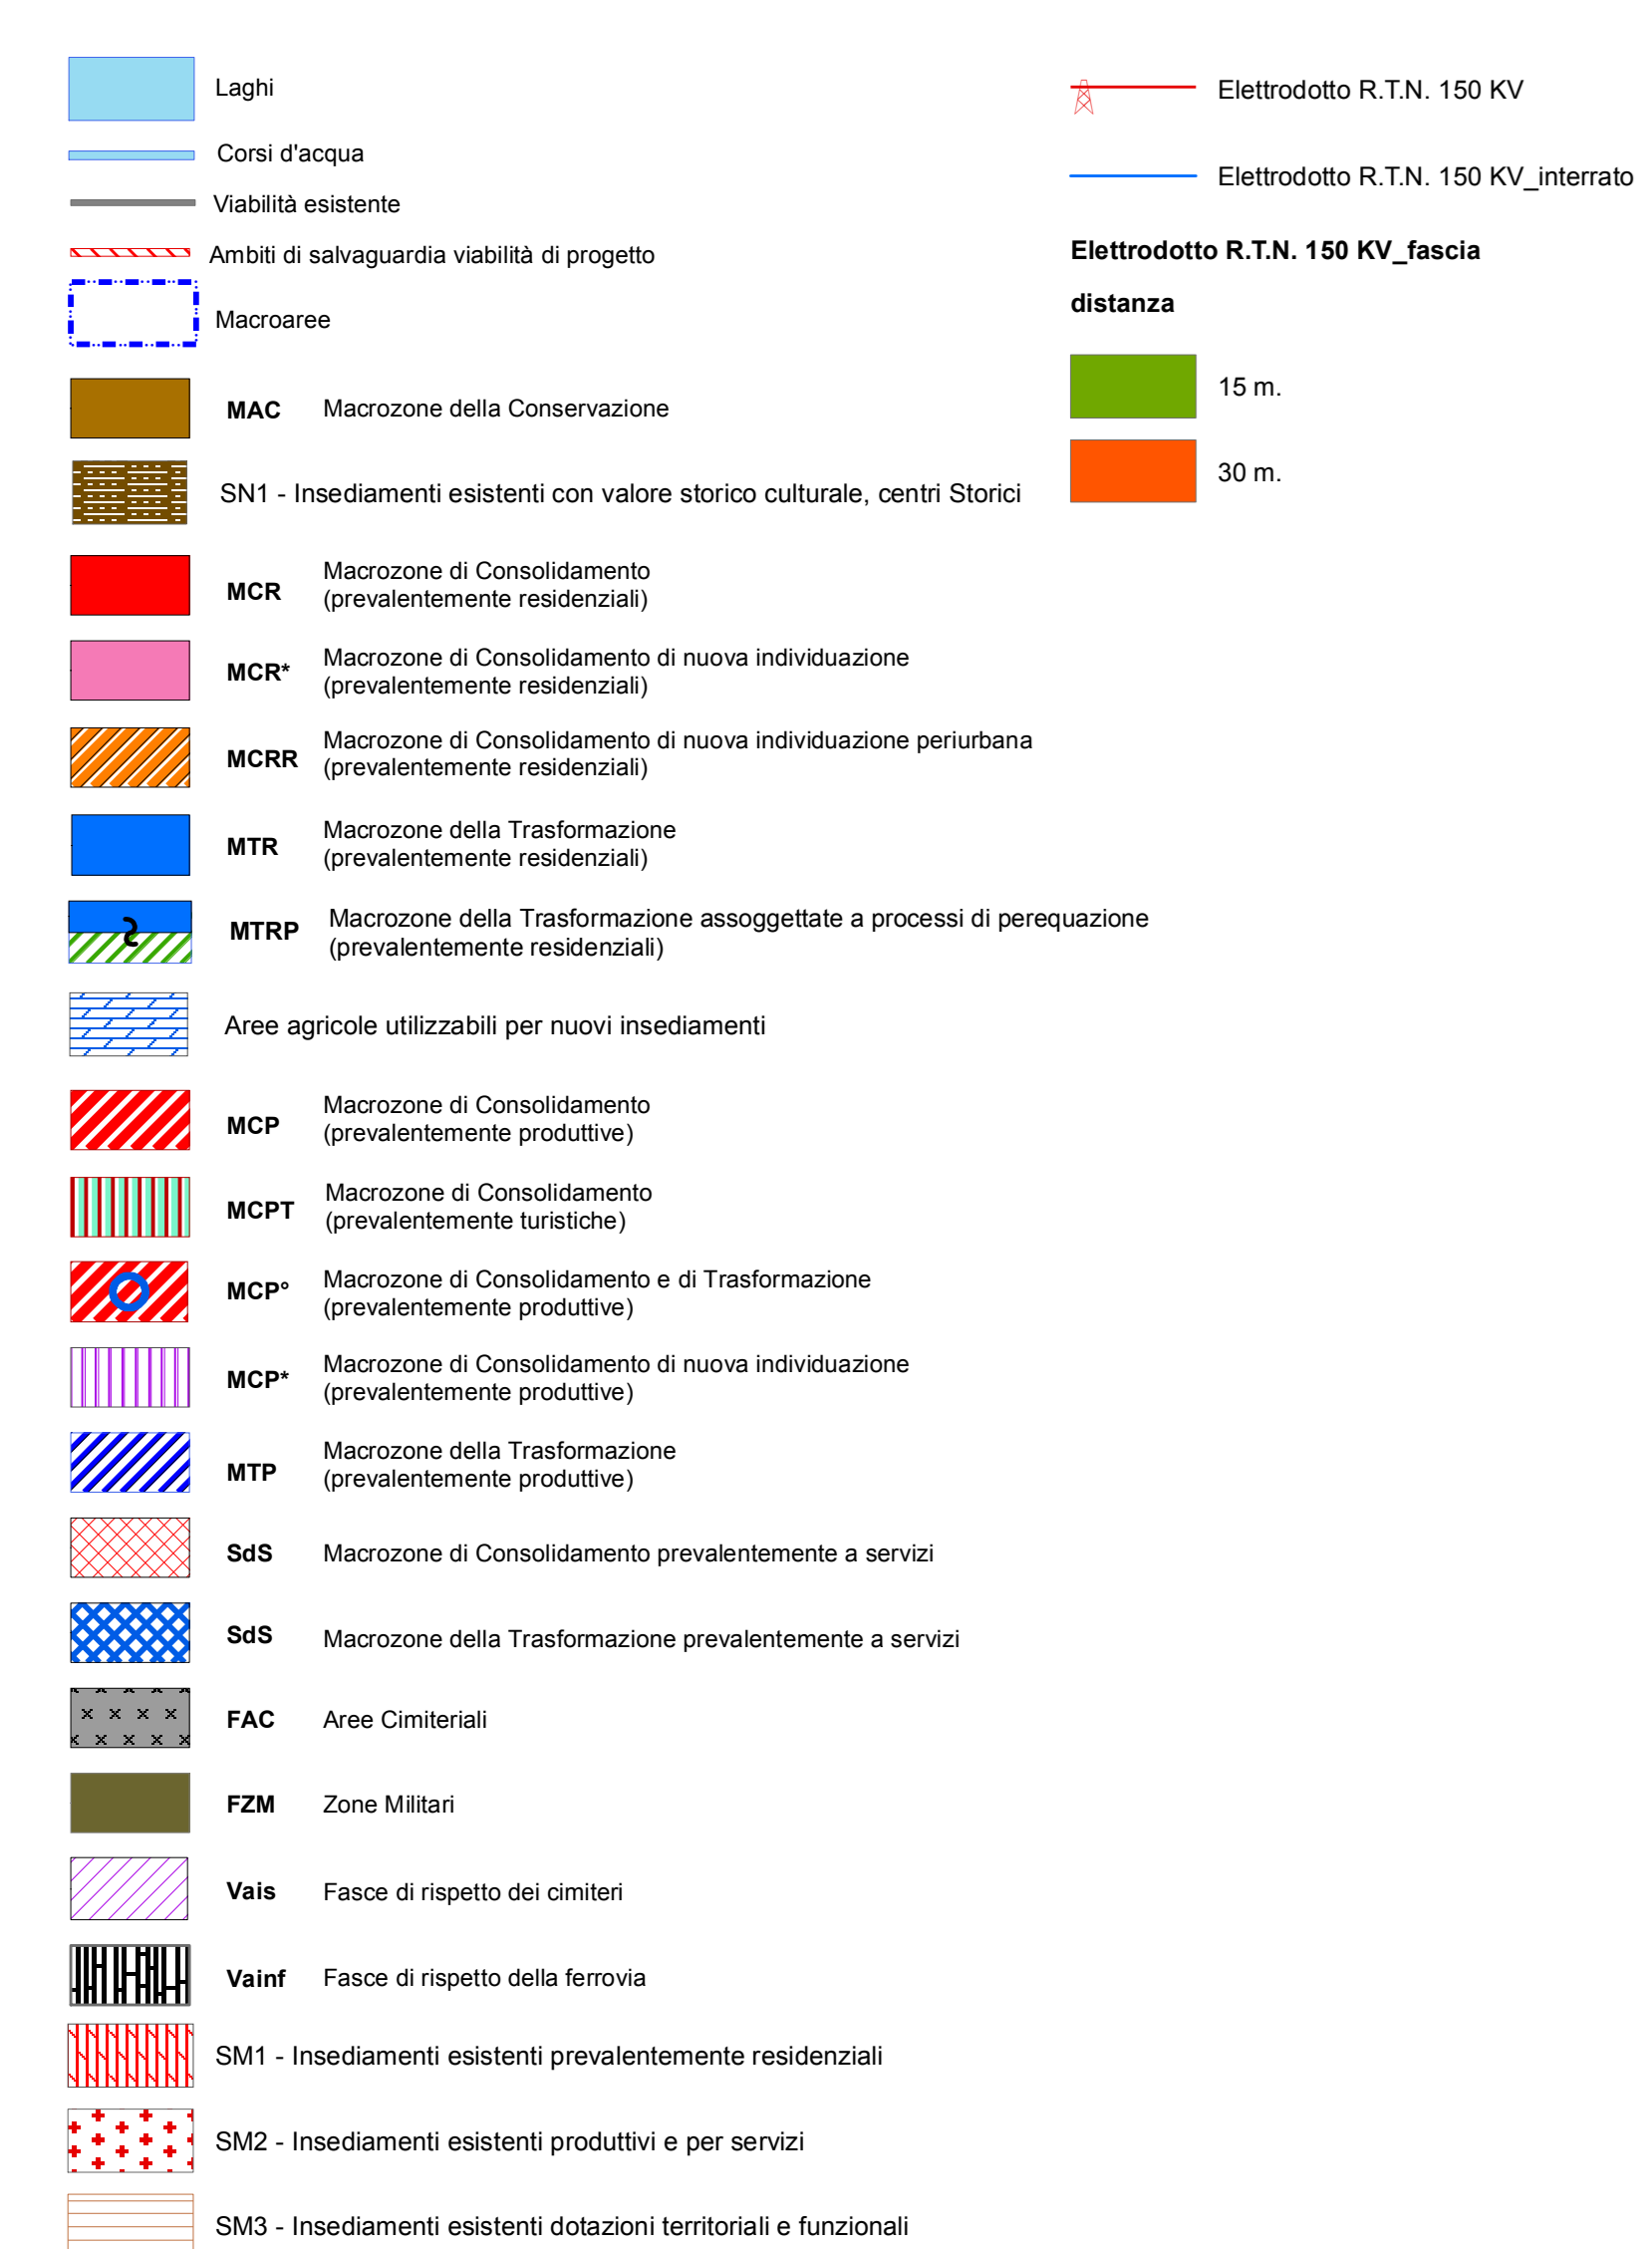 Laghi
Corsi d'acqua
Viabilità esistente
Ambiti di salvaguardia viabilità di progetto
Macroaree
MAC Macrozone della Conservazione
SN1 - Insediamenti esistenti con valore storico culturale, centri Storici
MCR Macrozone di Consolidamento
(prevalentemente residenziali)
MCR* Macrozone di Consolidamento di nuova individuazione
(prevalentemente residenziali)
MCRR Macrozone di Consolidamento di nuova individuazione periurbana
(prevalentemente residenziali)
MTR Macrozone della Trasformazione
(prevalentemente residenziali)
MTRP Macrozone della Trasformazione assoggettate a processi di perequazione
(prevalentemente residenziali)
Aree agricole utilizzabili per nuovi insediamenti
MCP Macrozone di Consolidamento
(prevalentemente produttive)
MCPT Macrozone di Consolidamento
(prevalentemente turistiche)
MCP° Macrozone di Consolidamento e di Trasformazione
(prevalentemente produttive)
MCP* Macrozone di Consolidamento di nuova individuazione
(prevalentemente produttive)
MTP Macrozone della Trasformazione
(prevalentemente produttive)
SdS Macrozone di Consolidamento prevalentemente a servizi
SdS Macrozone della Trasformazione prevalentemente a servizi
FAC Aree Cimiteriali
FZM Zone Militari
Vais Fasce di rispetto dei cimiteri
Vainf Fasce di rispetto della ferrovia
SM1 - Insediamenti esistenti prevalentemente residenziali
SM2 - Insediamenti esistenti produttivi e per servizi
SM3 - Insediamenti esistenti dotazioni territoriali e funzionali
Elettrodotto R.T.N. 150 KV
Elettrodotto R.T.N. 150 KV_interrato
Elettrodotto R.T.N. 150 KV_fascia
distanza
15 m.
30 m.